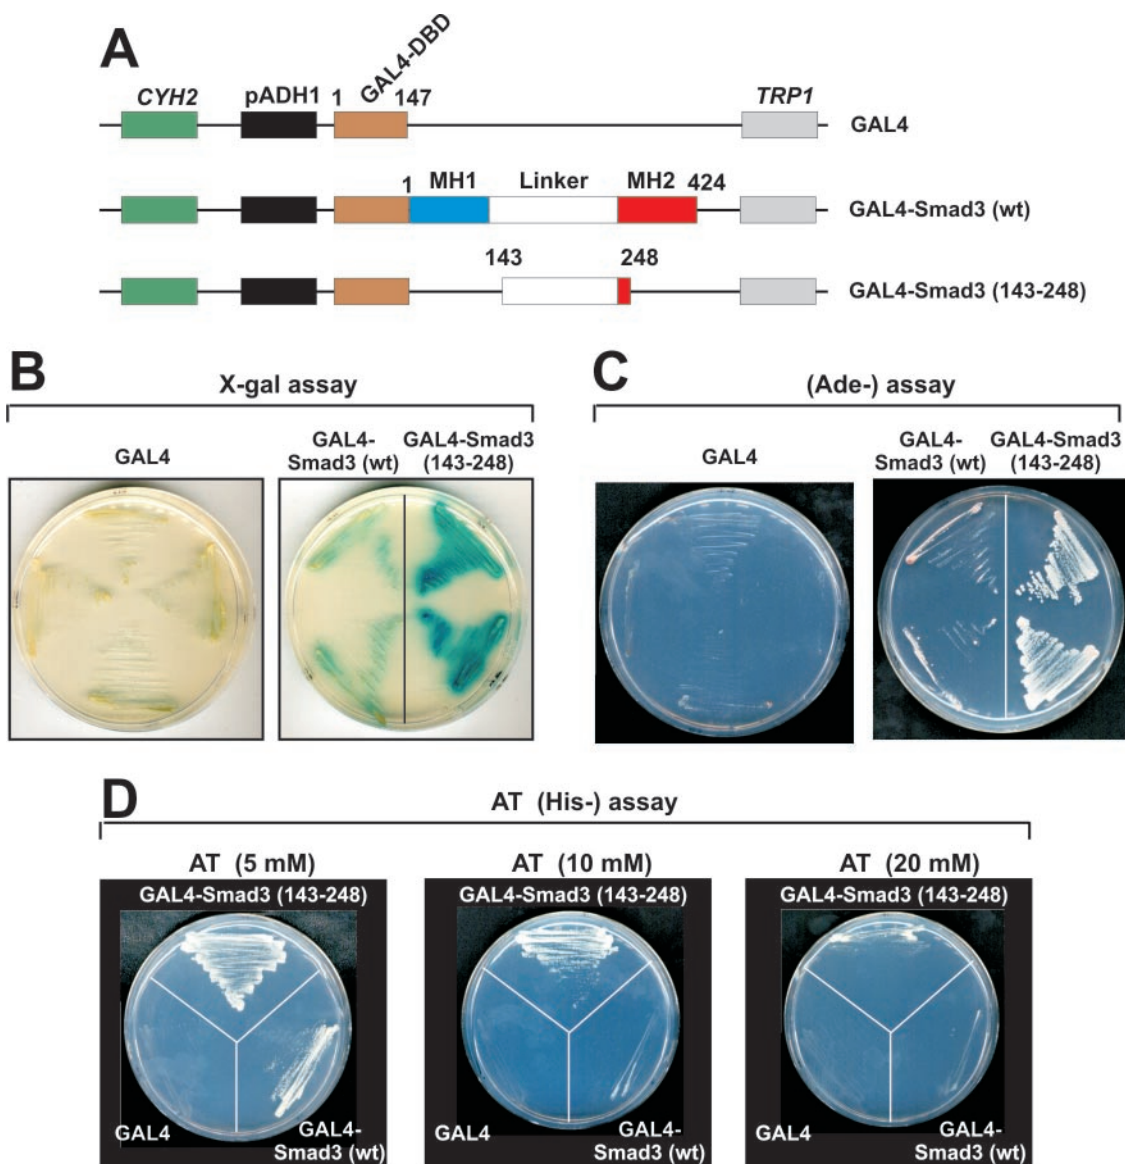 A
CYH2 pADH1 1 GAL4-DBD 147 TRP1
GAL4
1 MH1 Linker MH2 424
GAL4-Smad3 (wt)
143 248
GAL4-Smad3 (143-248)
B
X-gal assay
GAL4
GAL4-
Smad3 (wt)
GAL4-Smad3
(143-248)
C
(Ade-) assay
GAL4
GAL4-
Smad3 (wt)
GAL4-Smad3
(143-248)
D
AT (His-) assay
AT (5 mM)
GAL4-Smad3 (143-248)
GAL4
GAL4-
Smad3 (wt)
AT (10 mM)
GAL4-Smad3 (143-248)
GAL4
GAL4-
Smad3 (wt)
AT (20 mM)
GAL4-Smad3 (143-248)
GAL4
GAL4-
Smad3 (wt)